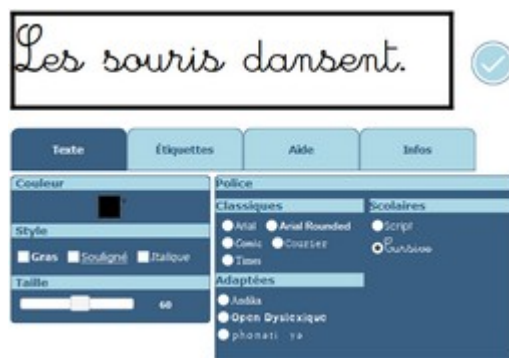 Les souris dansent.
Texte Étiquettes Aide Infos
Couleur
Style
Gras Souligné Italique
Taille
60
Police
Classiques
Arial Arial Rounded
Comic Courier
Times
Adaptées
Andika
Open Dyslexique
Scolaires
Script
Cursive